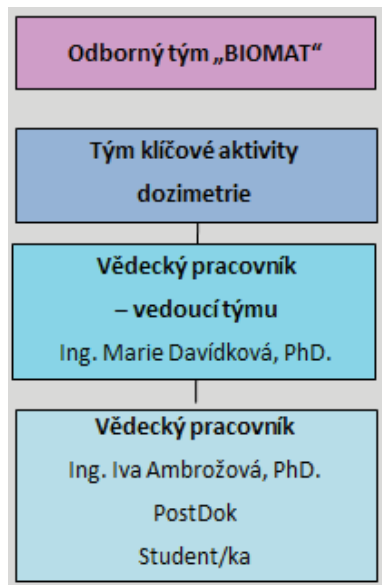 Odborný tým „BIOMAT“
Tým klíčové aktivity
dozimetrie
Vědecký pracovník
– vedoucí týmu
Ing. Marie Davídková, PhD.
Vědecký pracovník
Ing. Iva Ambrožová, PhD.
PostDok
Student/ka